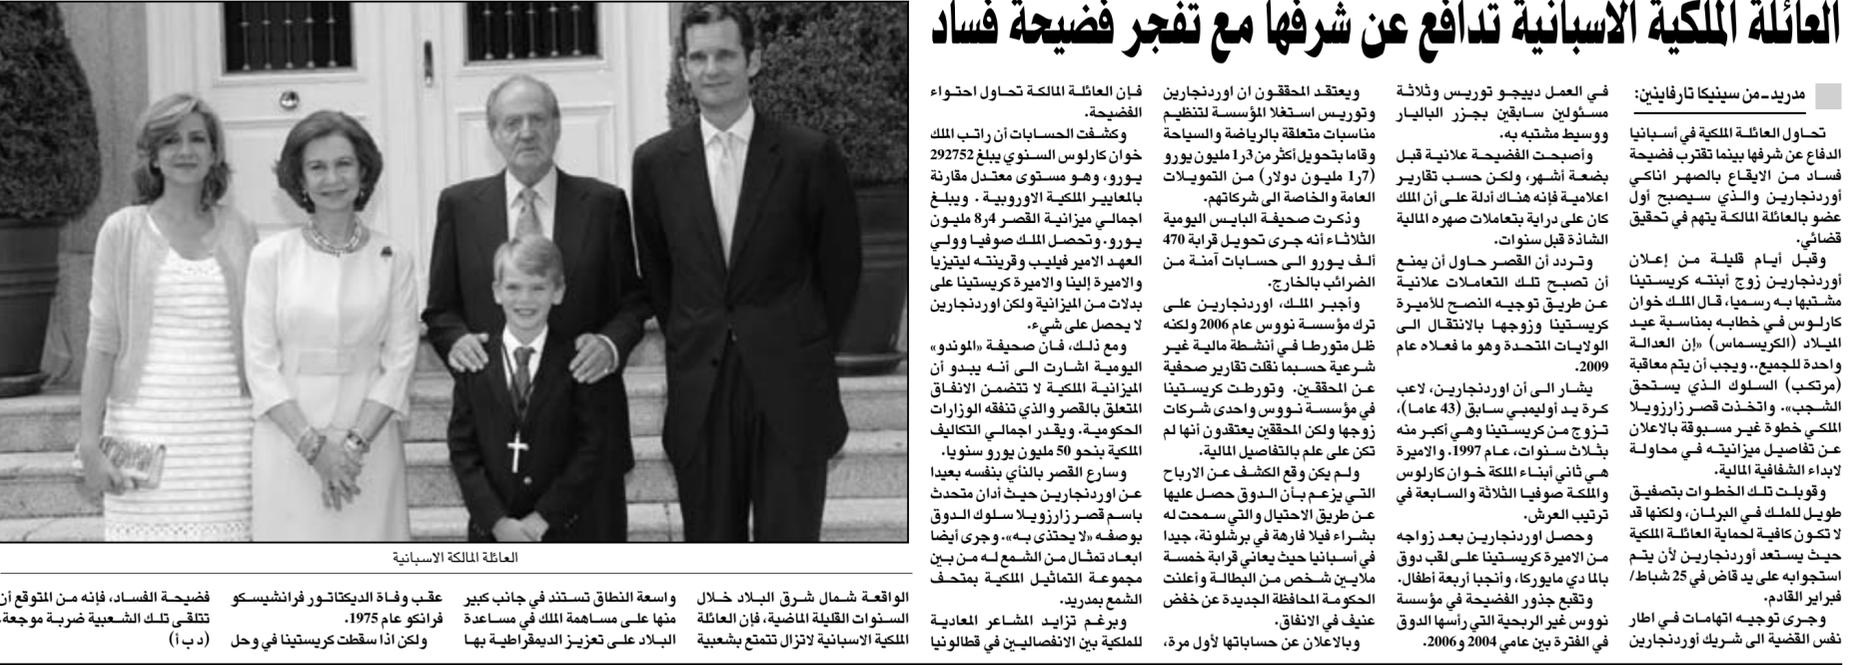 العائلة الملكية الاسبانية تدافع عن شرفها مع تفجر فضيحة فساد
مدريد ـ من سينيكا تارفاينين:
تحاول العائلة الملكية في أسبانيا
الدفاع عن شرفها بينما تقترب فضيحة
فساد من الايقاع بالصهر اناكي
أوردنجارين والذي سيصبح أول
عضو بالعائلة المالكة يتهم في تحقيق
قضائي.
وقبل أيام قليلة من إعلان
أوردنجارين زوج أبنته كريستينا
مشتبها به رسميا، قال الملك خوان
كارلوس في خطابه بمناسبة عيد
الميلاد (الكريسماس) «إن العدالة
واحدة للجميع.. ويجب أن يتم معاقبة
(مرتكب) السلوك الذي يستحق
الشجب». واتخذت قصر زارزويلا
الملكي خطوة غير مسبوقة بالاعلان
عن تفاصيل ميزانيته في محاولة
لابداء الشفافية المالية.
وقوبلت تلك الخطوات بتصفيق
طويل للملك في البرلمان، ولكنها قد
لا تكون كافية لحماية العائلة الملكية
حيث يستعد أوردنجارين لأن يتم
استجوابه على يد قاض في 25 شباط/
فبراير القادم.
وجرى توجيه اتهامات في اطار
نفس القضية الى شريك أوردنجارين
في العمل دييجو توريس وثلاثة
مسئولين سابقين بجزر الباليار
ووسيط مشتبه به.
وأصبحت الفضيحة علانية قبل
بضعة أشهر، ولكن حسب تقارير
اعلامية فإنه هناك أدلة على أن الملك
كان على دراية بتعاملات صهره المالية
الشاذة قبل سنوات.
وتردد أن القصر حاول أن يمنع
أن تصبح تلك التعاملات علانية
عن طريق توجيه النصح للأميرة
كريستينا وزوجها بالانتقال الى
الولايات المتحدة وهو ما فعلاه عام
2009.
يشار الى أن اوردنجارين، لاعب
كرة يد أوليمبي سابق (43 عاما)،
تزوج من كريستينا وهي أكبر منه
بثلاث سنوات، عام 1997. والاميرة
هي ثاني أبناء الملكة خوان كارلوس
والملكة صوفيا الثلاثة والسابعة في
ترتيب العرش.
وحصل اوردنجارين بعد زواجه
من الاميرة كريستينا على لقب دوق
بالما دي مايوركا، وأنجبا أربعة أطفال.
وتقبع جذور الفضيحة في مؤسسة
نووس غير الربحية التي رأسها الدوق
في الفترة بين عامي 2004 و2006.
ويعتقد المحققون ان اوردنجارين
وتوريس استغلا المؤسسة لتنظيم
مناسبات متعلقة بالرياضة والسياحة
وقاما بتحويل أكثر من 3ر1 مليون يورو
(7ر1 مليون دولار) من التمويلات
العامة والخاصة الى شركاتهم.
وذكرت صحيفة البايس اليومية
الثلاثاء أنه جرى تحويل قرابة 470
ألف يورو الى حسابات آمنة من
الضرائب بالخارج.
وأجبر الملك، اوردنجارين على
ترك مؤسسة نووس عام 2006 ولكنه
ظل متورطا في أنشطة مالية غير
شرعية حسبما نقلت تقارير صحفية
عن المحققين. وتورطت كريستينا
في مؤسسة نووس واحدى شركات
زوجها ولكن المحققين يعتقدون أنها لم
تكن على علم بالتفاصيل المالية.
ولم يكن وقع الكشف عن الارباح
التي يزعم بأن الدوق حصل عليها
عن طريق الاحتيال والتي سمحت له
بشراء فيلا فارهة في برشلونة، جيدا
في أسبانيا حيث يعاني قرابة خمسة
ملايين شخص من البطالة وأعلنت
الحكومة المحافظة الجديدة عن خفض
عنيف في الانفاق.
وبالاعلان عن حساباتها لأول مرة،
فإن العائلة المالكة تحاول احتواء
الفضيحة.
وكشفت الحسابات أن راتب الملك
خوان كارلوس السنوي يبلغ 292752
يورو، وهو مستوى معتدل مقارنة
بالمعايير الملكية الاوروبية . ويبلغ
اجمالي ميزانية القصر 4ر8 مليون
يورو. وتحصل الملك صوفيا وولي
العهد الامير فيليب وقرينته ليتيزيا
والاميرة إلينا والاميرة كريستينا على
بدلات من الميزانية ولكن اوردنجارين
لا يحصل على شيء.
ومع ذلك، فان صحيفة «الموندو»
اليومية اشارت الى أنه يبدو أن
الميزانية الملكية لا تتضمن الانفاق
المتعلق بالقصر والذي تنفقه الوزارات
الحكومية. ويقدر اجمالي التكاليف
الملكية بنحو 50 مليون يورو سنويا.
وسارع القصر بالنأي بنفسه بعيدا
عن اوردنجارين حيث أدان متحدث
باسم قصر زارزويلا سلوك الدوق
بوصفه «لا يحتذى به». وجرى أيضا
ابعاد تمثال من الشمع له من بين
مجموعة التماثيل الملكية بمتحف
الشمع بمدريد.
وبرغم تزايد المشاعر المعادية
للملكية بين الانفصاليين في قطالونيا
العائلة المالكة الاسبانية
الواقعة شمال شرق البلاد خلال
السنوات القليلة الماضية، فإن العائلة
الملكية الاسبانية لاتزال تتمتع بشعبية
واسعة النطاق تستند في جانب كبير
منها على مساهمة الملك في مساعدة
البلاد على تعزيز الديمقراطية بها
عقب وفاة الديكتاتور فرانشيسكو
فرانكو عام 1975.
ولكن اذا سقطت كريستينا في وحل
فضيحة الفساد، فإنه من المتوقع أن
تتلقى تلك الشعبية ضربة موجعة.
(د ب أ)